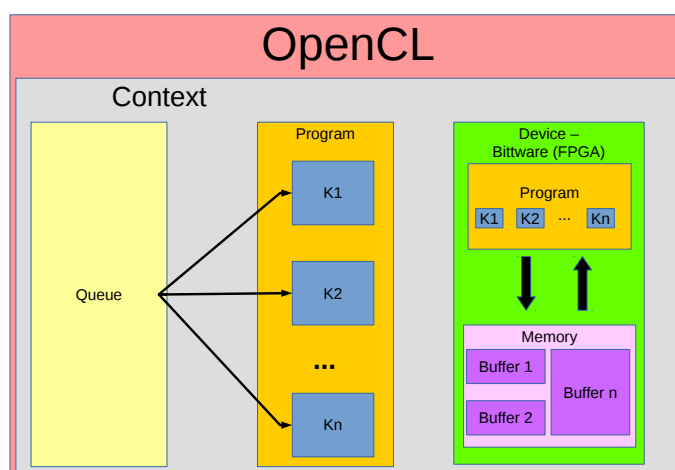 OpenCL
Context
Queue
Program
K1
K2
...
Kn
Device –
Bittware (FPGA)
Program
K1 K2 ... Kn
Memory
Buffer 1
Buffer 2
Buffer n